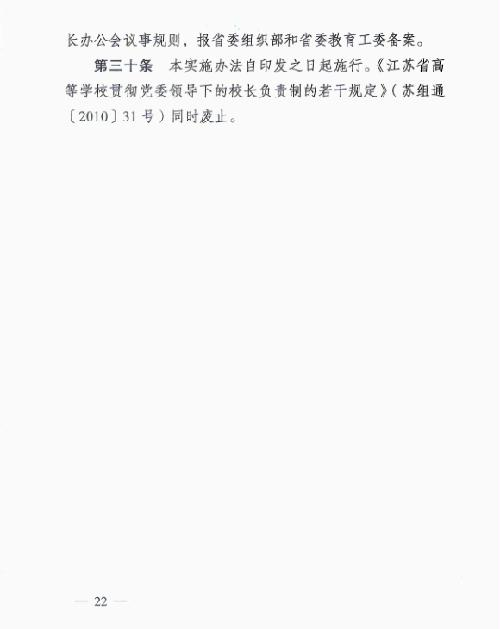 长办公会议事规则，报省委组织部和省委教育工委备案。
第三十条　本实施办法自印发之日起施行。《江苏省高
等学校贯彻党委领导下的校长负责制的若干规定》（苏组通
〔2010〕31 号）同时废止。
— 22 —